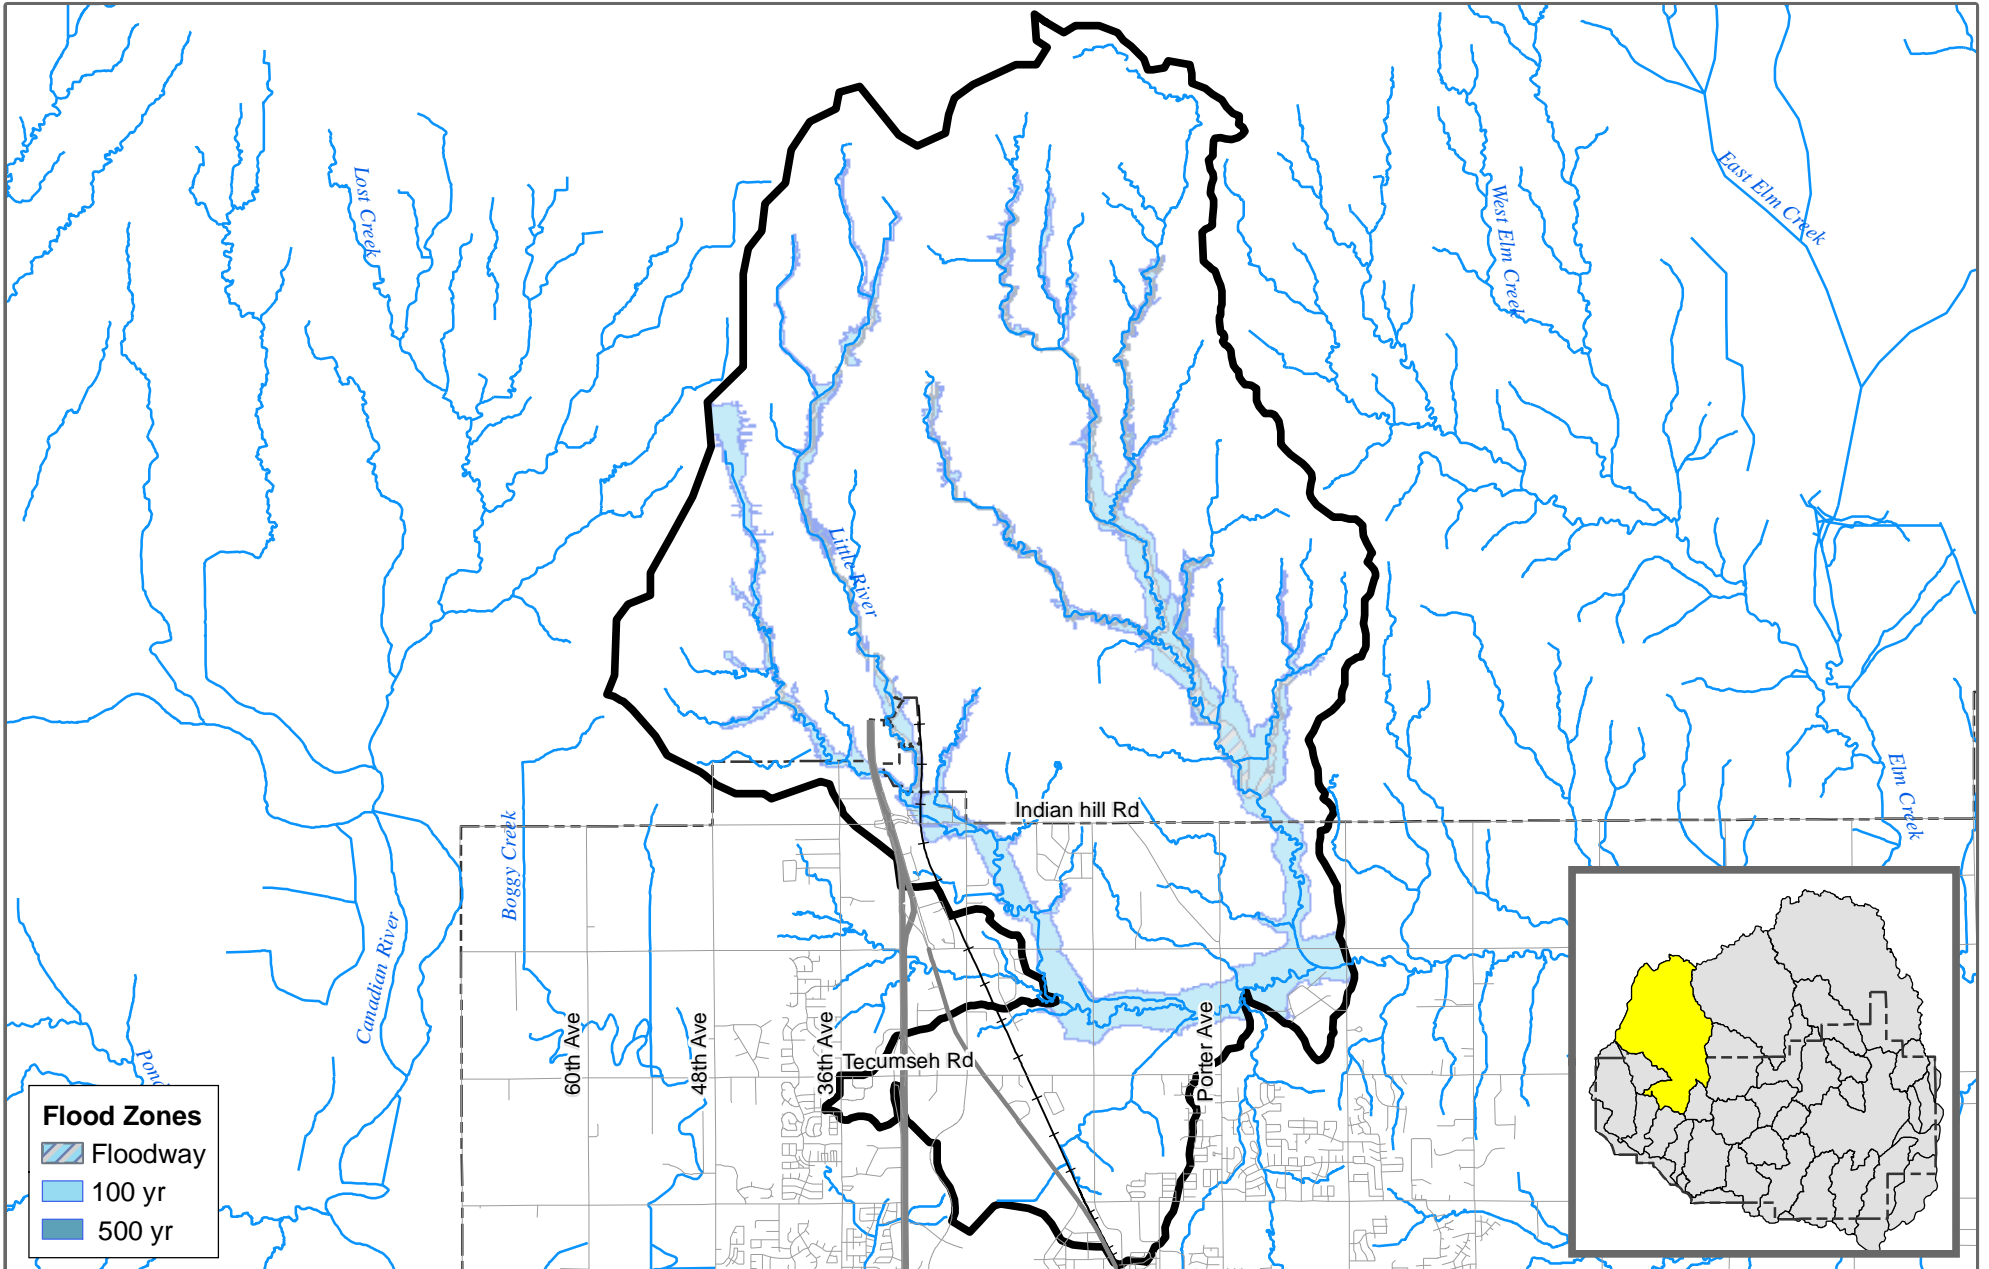 Lost Creek
West Elm Creek
East Elm Creek
Little River
Indian hill Rd
Boggy Creek
Elm Creek
Canadian River
60th Ave
48th Ave
36th Ave
Porter Ave
Tecumseh Rd
Pond
Flood Zones
Floodway
100 yr
500 yr